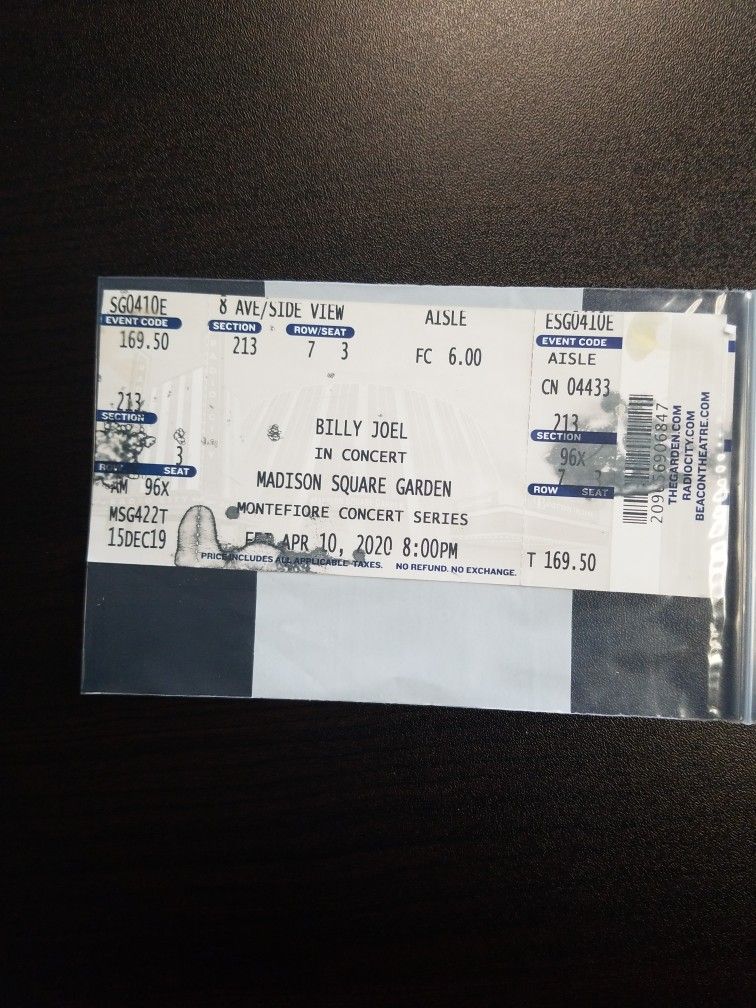 SG0410E 8 AVE/SIDE VIEW AISLE ESG0410E
EVENT CODE SECTION ROW/SEAT EVENT CODE
169.50 213 7 3 FC 6.00 AISLE
CN 04433
213 213
SECTION SECTION
BILLY JOEL
3 IN CONCERT 96X
ROW SEAT 7 3
AM 96X MADISON SQUARE GARDEN ROW SEAT
MSG422T MONTEFIORE CONCERT SERIES
15DEC19 APR 10, 2020 8:00PM T 169.50
PRICE INCLUDES ALL APPLICABLE TAXES. NO REFUND. NO EXCHANGE.
THEGARDEN.COM
RADIOCITY.COM
BEACONTHEATRE.COM